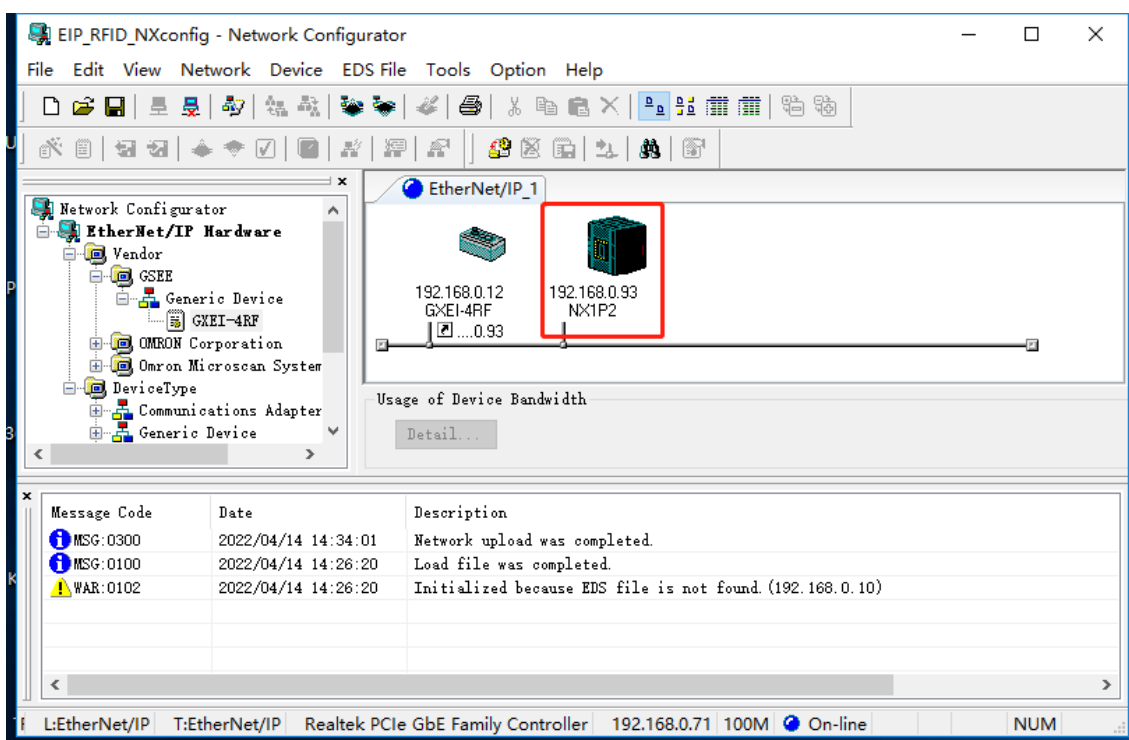 EIP_RFID_NXconfig - Network Configurator
File Edit View Network Device EDS File Tools Option Help
Network Configurator
EtherNet/IP Hardware
Vendor
GSEE
Generic Device
GXEI-4RF
OMRON Corporation
Omron Microscan System
DeviceType
Communications Adapter
Generic Device
EtherNet/IP_1
192.168.0.12
GXEI-4RF
....0.93
192.168.0.93
NX1P2
Usage of Device Bandwidth
Detail...
Message Code Date Description
MSG:0300 2022/04/14 14:34:01 Network upload was completed.
MSG:0100 2022/04/14 14:26:20 Load file was completed.
WAR:0102 2022/04/14 14:26:20 Initialized because EDS file is not found.(192.168.0.10)
L:EtherNet/IP T:EtherNet/IP Realtek PCIe GbE Family Controller 192.168.0.71 100M On-line NUM